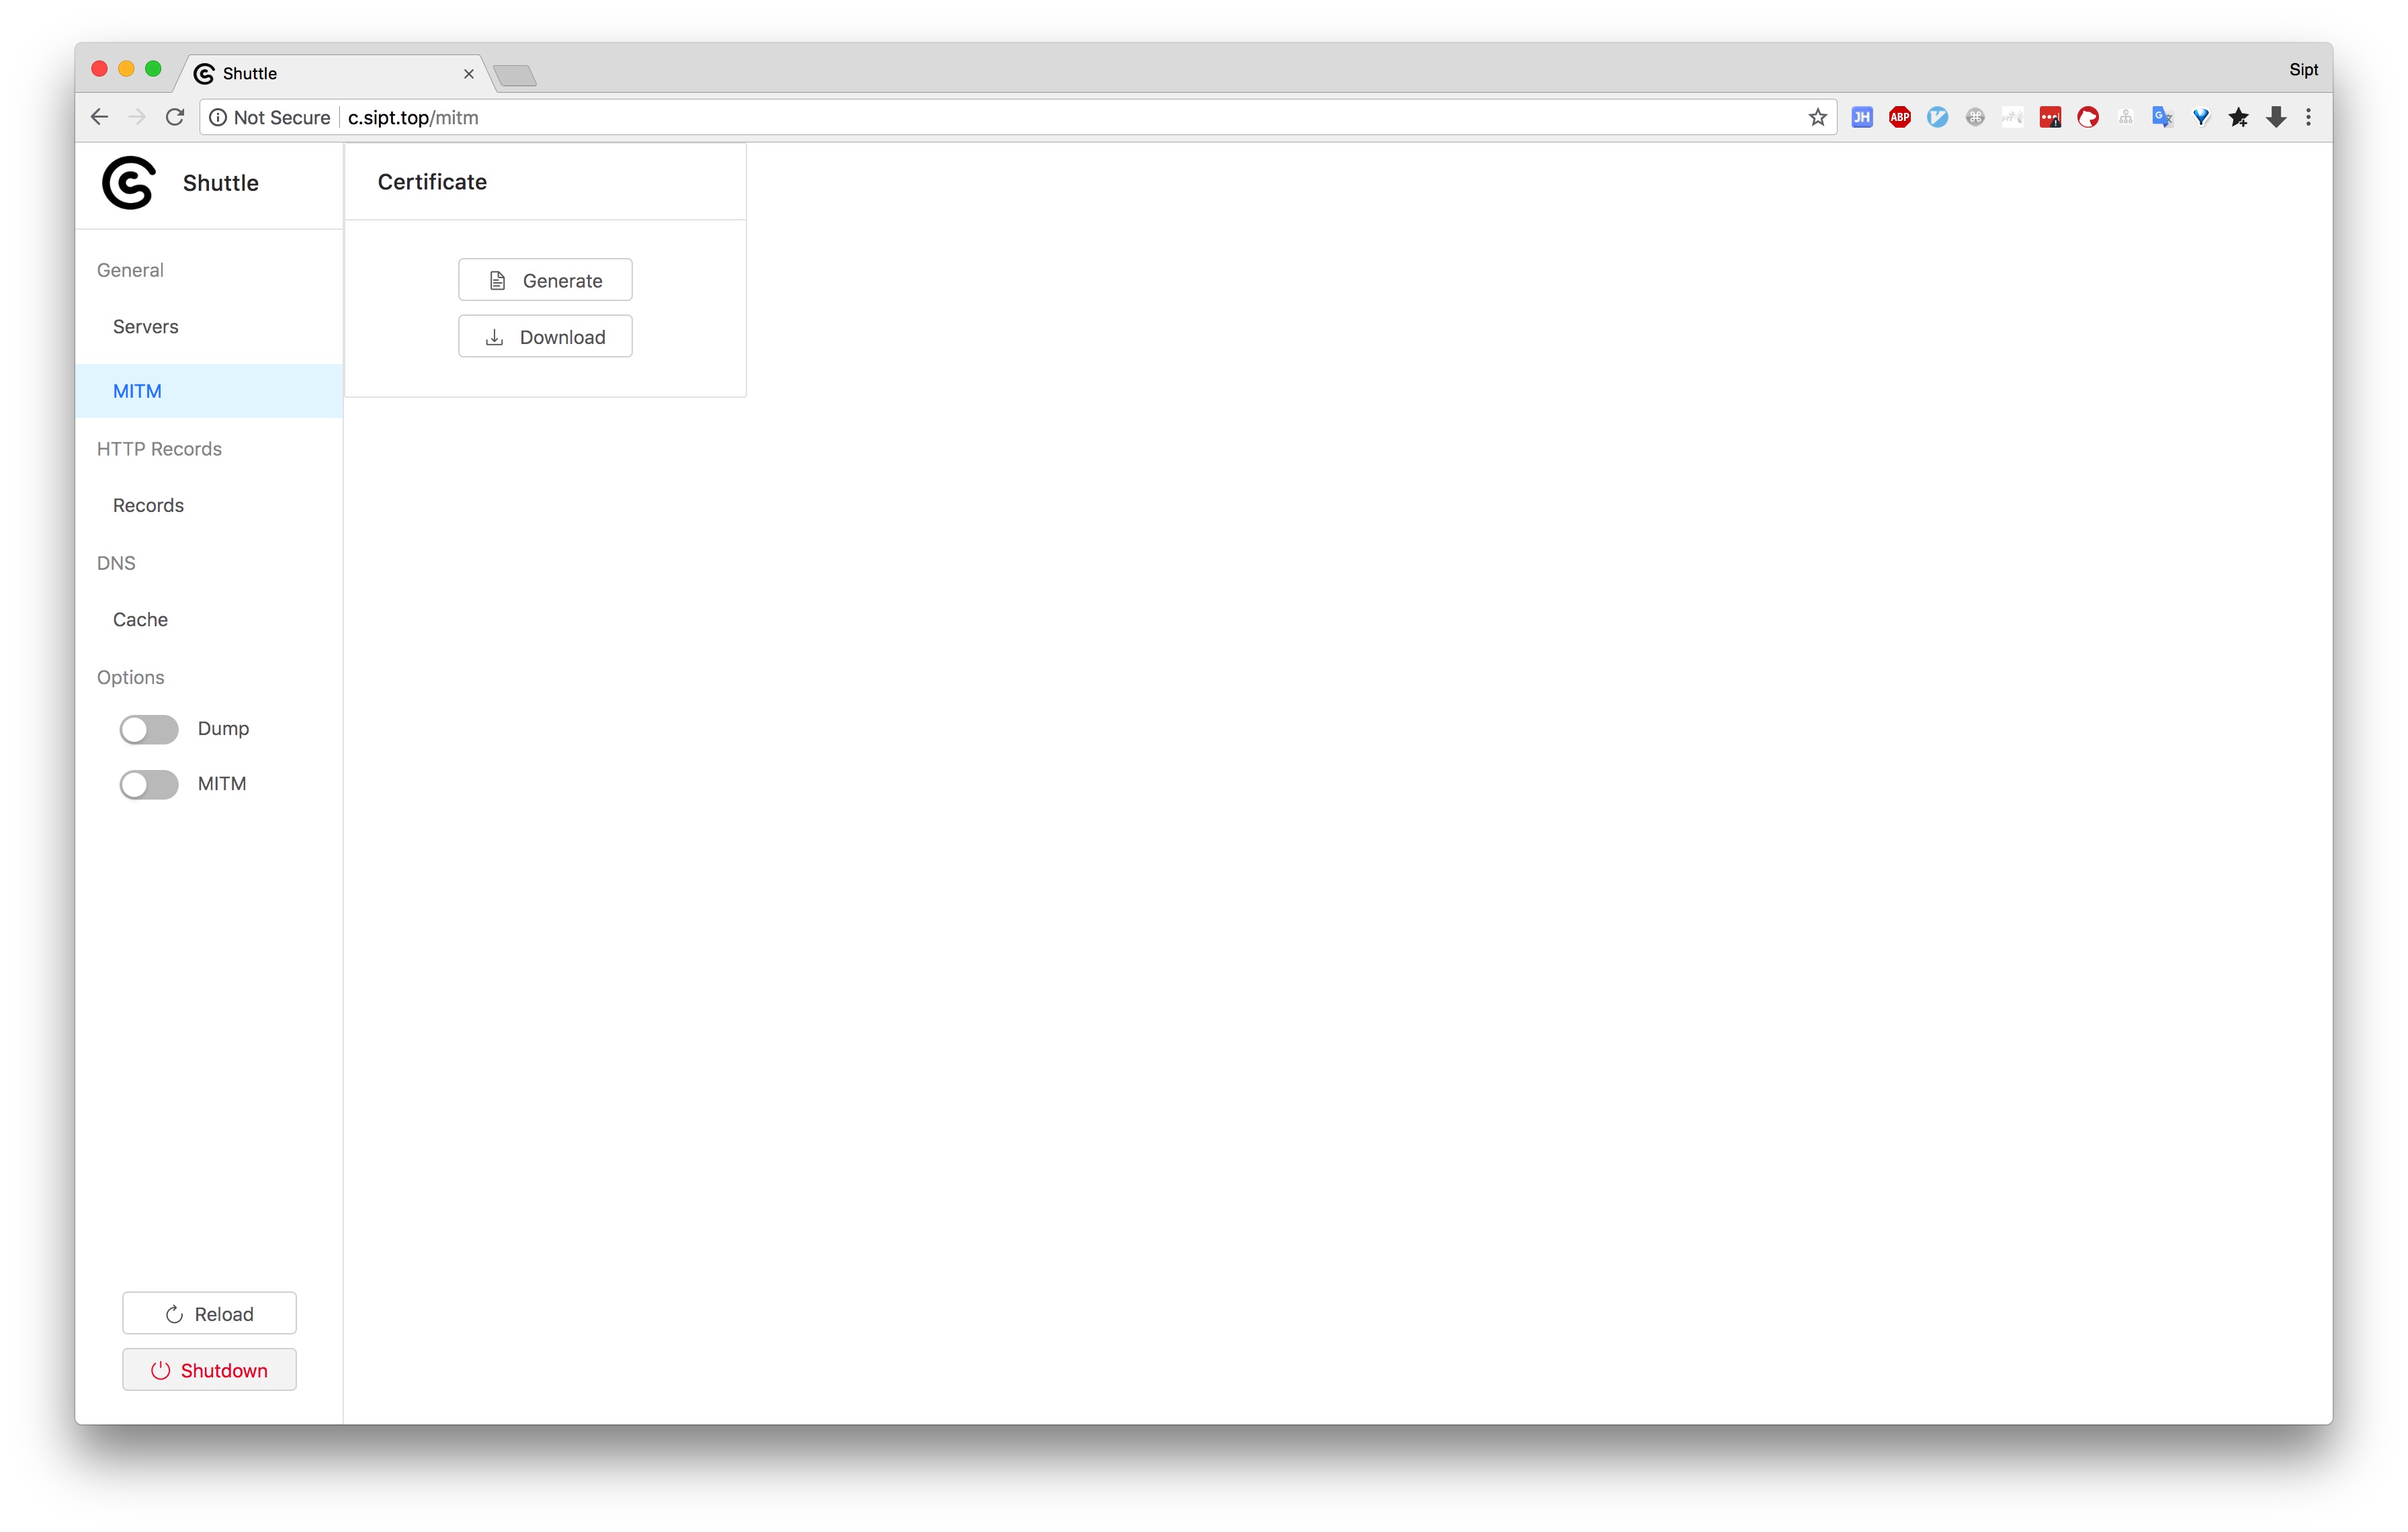 Shuttle
Sipt
Not Secure
c.sipt.top/mitm
JH
ABP
Shuttle
General
Servers
MITM
HTTP Records
Records
DNS
Cache
Options
Dump
MITM
Reload
Shutdown
Certificate
Generate
Download